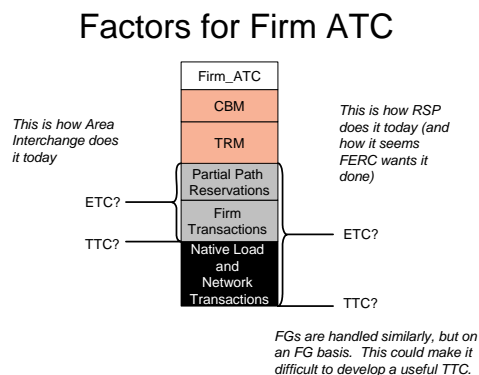 Factors for Firm ATC
Firm_ATC
CBM
TRM
Partial Path
Reservations
Firm
Transactions
Native Load
and
Network
Transactions
This is how Area
Interchange does
it today
ETC?
TTC?
This is how RSP
does it today (and
how it seems
FERC wants it
done)
ETC?
TTC?
FGs are handled similarly, but on
an FG basis.  This could make it
difficult to develop a useful TTC.